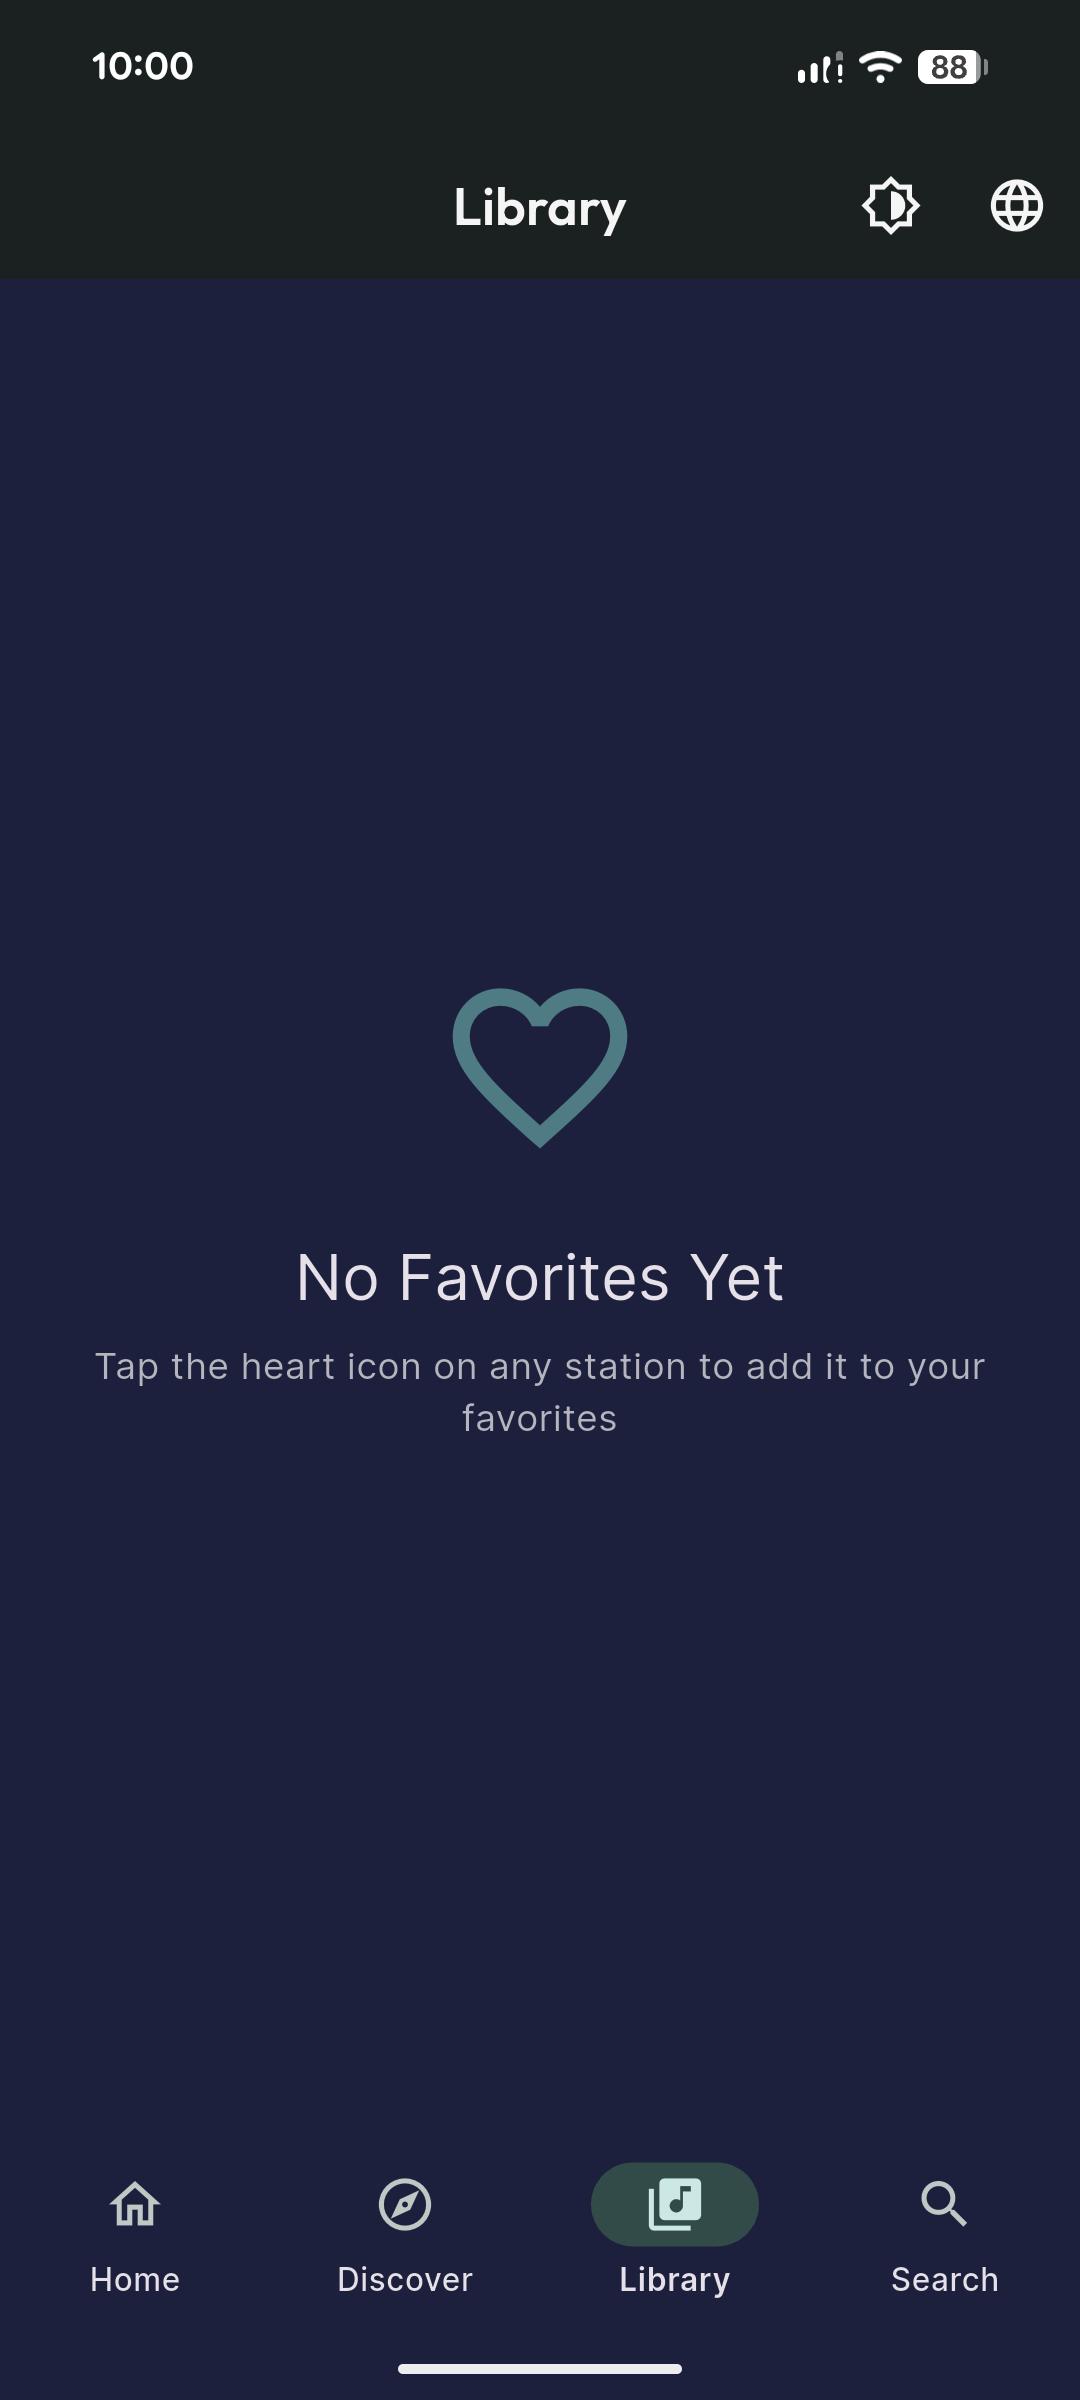 10:00
88
Library
No Favorites Yet
Tap the heart icon on any station to add it to your
favorites
Home
Discover
Library
Search